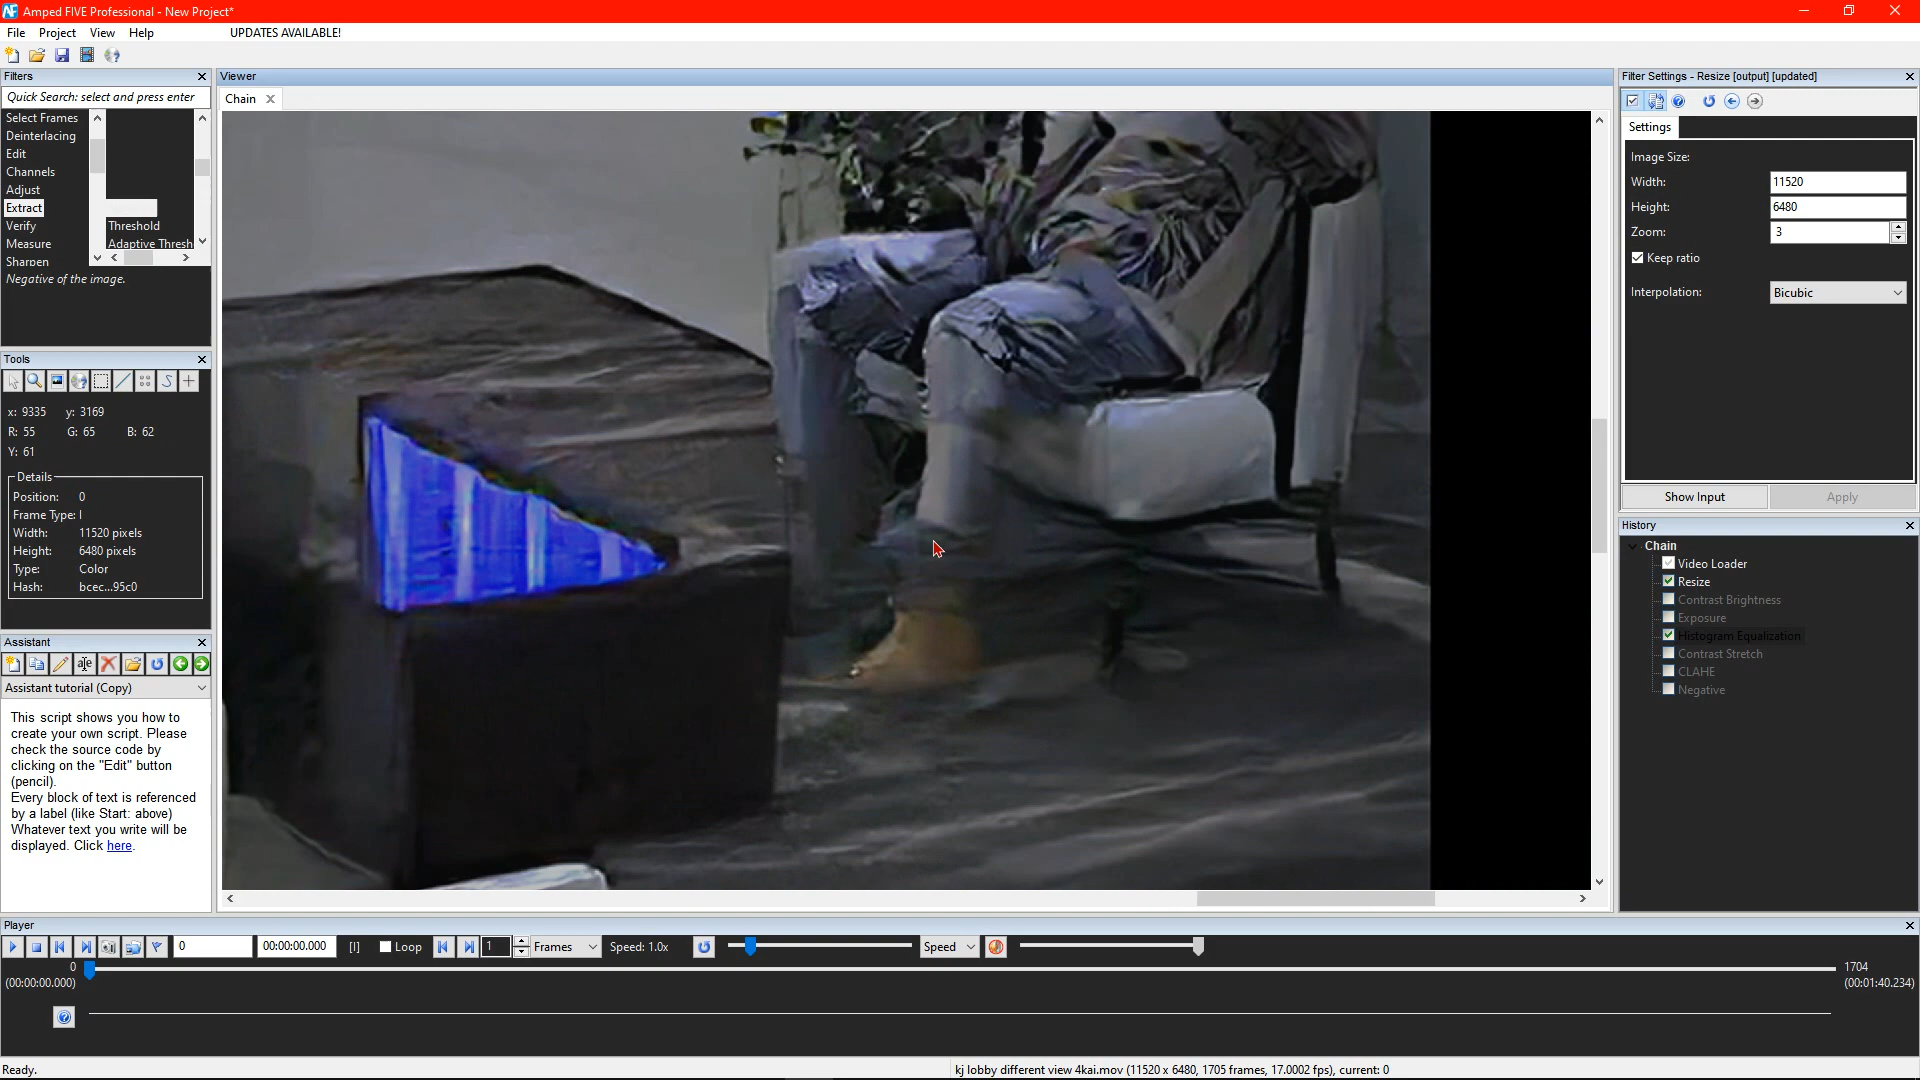 Amped FIVE Professional - New Project*
File Project View Help UPDATES AVAILABLE!
Filters
Quick Search: select and press enter
Select Frames
Deinterlacing
Edit
Channels
Adjust
Extract
Verify
Measure
Sharpen
Threshold
Adaptive Thresh
Negative of the image.
Tools
x: 9335 y: 3169
R: 55 G: 65 B: 62
Y: 61
Details
Position: 0
Frame Type: I
Width: 11520 pixels
Height: 6480 pixels
Type: Color
Hash: bcec...95c0
Assistant
Assistant tutorial (Copy)
This script shows you how to
create your own script. Please
check the source code by
clicking on the "Edit" button
(pencil).
Every block of text is referenced
by a label (like Start: above)
Whatever text you write will be
displayed. Click here.
Viewer
Chain
Filter Settings - Resize [output] [updated]
Settings
Image Size:
Width: 11520
Height: 6480
Zoom: 3
Keep ratio
Interpolation: Bicubic
Show Input Apply
History
Chain
Video Loader
Resize
Contrast Brightness
Exposure
Histogram Equalization
Contrast Stretch
CLAHE
Negative
Player
0 00:00:00.000 [I] Loop 1 Frames Speed: 1.0x Speed
0 1704
(00:00:00.000) (00:01:40.234)
Ready. kj lobby different view 4kai.mov (11520 x 6480, 1705 frames, 17.0002 fps), current: 0